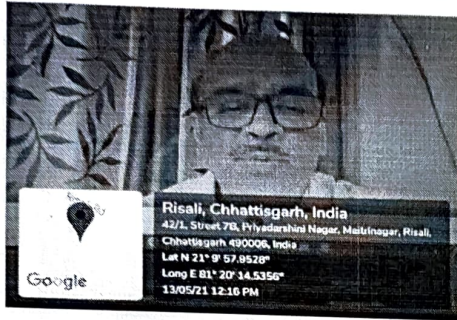 Risali, Chhattisgarh, India
42/1, Street 7B, Priyadarshini Nagar, Maitrinagar, Risali,
Chhattisgarh 490006, India
Lat N 21° 9' 57.9528"
Long E 81° 20' 14.5356"
13/05/21 12:16 PM
Google